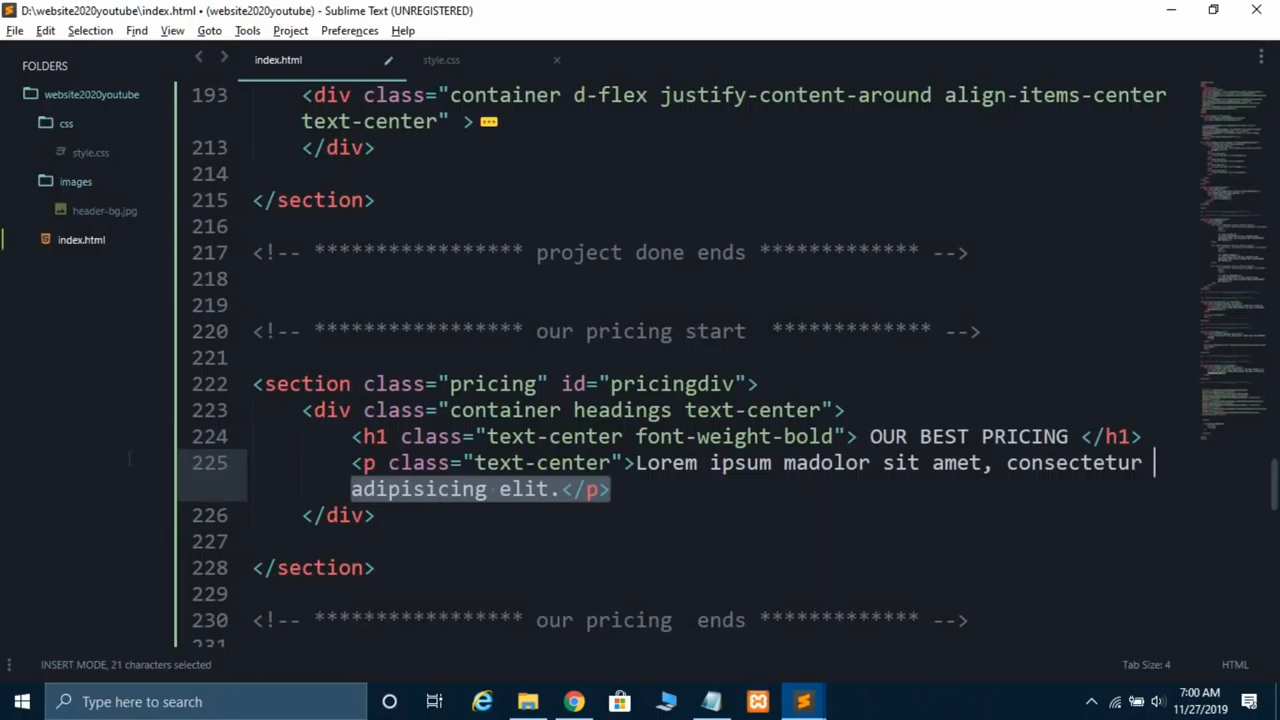 D:\website2020youtube\index.html • (website2020youtube) - Sublime Text (UNREGISTERED)
File Edit Selection Find View Goto Tools Project Preferences Help
FOLDERS
website2020youtube
css
style.css
images
header-bg.jpg
index.html
index.html style.css
193 <div class="container d-flex justify-content-around align-items-center
text-center" >
213 </div>
214
215 </section>
216
217 <!-- ***************** project done ends ************* -->
218
219
220 <!-- ***************** our pricing start ************* -->
221
222 <section class="pricing" id="pricingdiv">
223 <div class="container headings text-center">
224 <h1 class="text-center font-weight-bold"> OUR BEST PRICING </h1>
225 <p class="text-center">Lorem ipsum madolor sit amet, consectetur
adipisicing elit.</p>
226 </div>
227
228 </section>
229
230 <!-- ***************** our pricing ends ************* -->
231
INSERT MODE, 21 characters selected Tab Size: 4 HTML
Type here to search
7:00 AM
11/27/2019